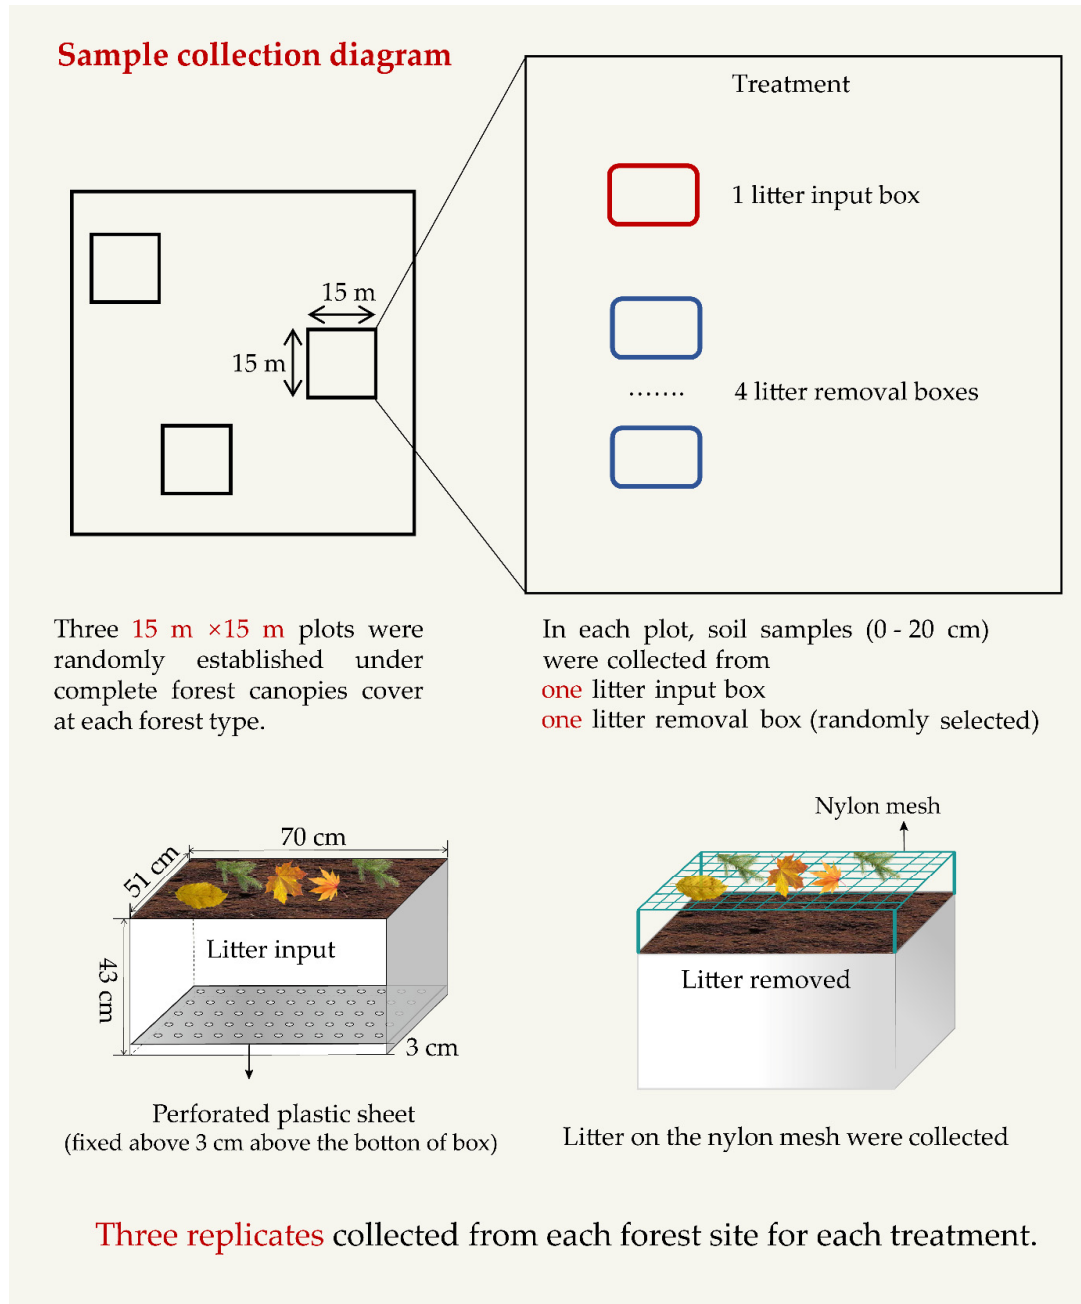 Sample collection diagram
Treatment
1 litter input box
15 m
15 m
.......
4 litter removal boxes
Three 15 m ×15 m plots were
randomly established under
complete forest canopies cover
at each forest type.
In each plot, soil samples (0 - 20 cm)
were collected from
one litter input box
one litter removal box (randomly selected)
Nylon mesh
70 cm
51 cm
Litter input
43 cm
3 cm
Litter removed
Perforated plastic sheet
(fixed above 3 cm above the botton of box)
Litter on the nylon mesh were collected
Three replicates collected from each forest site for each treatment.